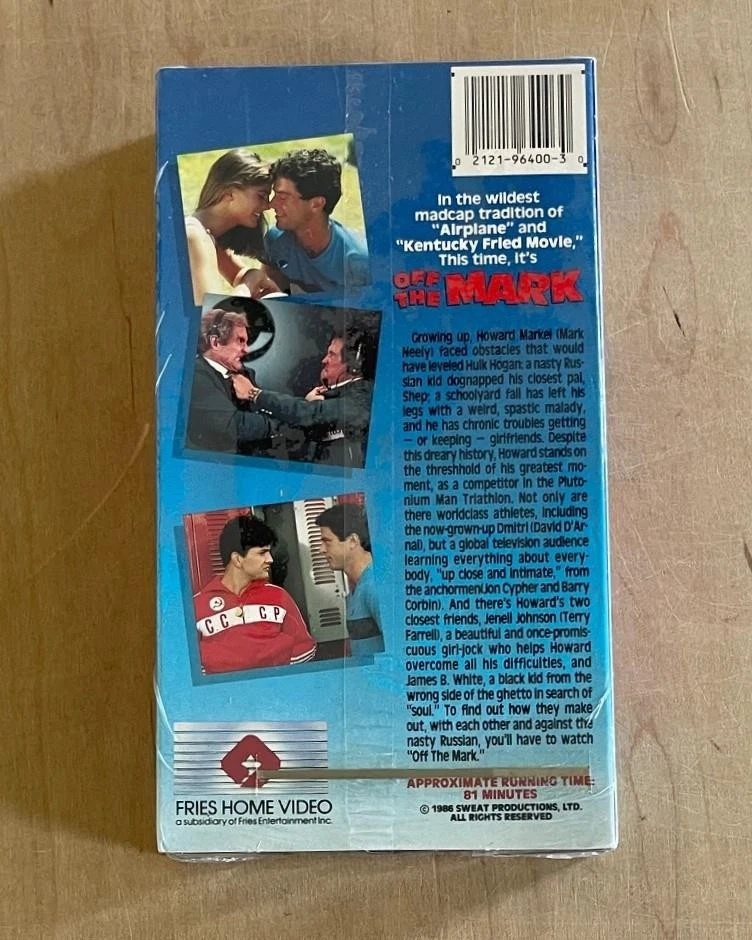 0 2121-96400-3 0
In the wildest
madcap tradition of
"Airplane" and
"Kentucky Fried Movie,"
This time, it's
OFF
THE MARK
Growing up, Howard Markel (Mark
Neely) faced obstacles that would
have leveled Hulk Hogan: a nasty Rus-
sian kid dognapped his closest pal,
Shep; a schoolyard fall has left his
legs with a weird, spastic malady,
and he has chronic troubles getting
— or keeping — girlfriends. Despite
this dreary history, Howard stands on
the threshhold of his greatest mo-
ment, as a competitor in the Pluto-
nium Man Triathlon. Not only are
there worldclass athletes, including
the now-grown-up Dmitri (David D'Ar-
nal), but a global television audience
learning everything about every-
body, "up close and intimate," from
the anchormen(Jon Cypher and Barry
Corbin). And there's Howard's two
closest friends, Jenell Johnson (Terry
Farrell), a beautiful and once-promis-
cuous girl-jock who helps Howard
overcome all his difficulties, and
James B. White, a black kid from the
wrong side of the ghetto in search of
"soul." To find out how they make
out, with each other and against the
nasty Russian, you'll have to watch
"Off The Mark."
APPROXIMATE RUNNING TIME:
81 MINUTES
© 1986 SWEAT PRODUCTIONS, LTD.
ALL RIGHTS RESERVED
CCCP
FRIES HOME VIDEO
a subsidiary of Fries Entertainment Inc.